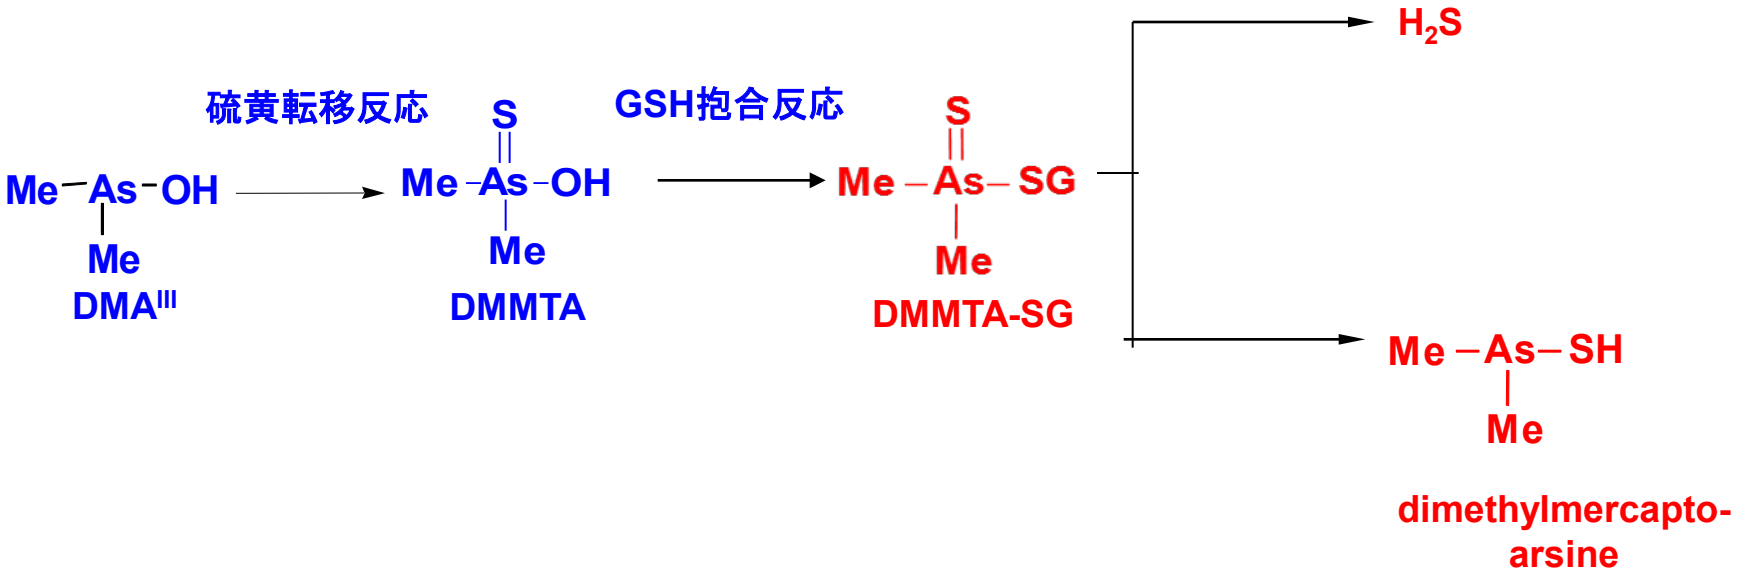 H₂S
硫黄転移反応
GSH抱合反応
S
S
Me As OH
Me As OH
Me As SG
Me
Me
Me
DMAᴵᴵᴵ
DMMTA
DMMTA-SG
Me As SH
Me
dimethylmercapto-
arsine